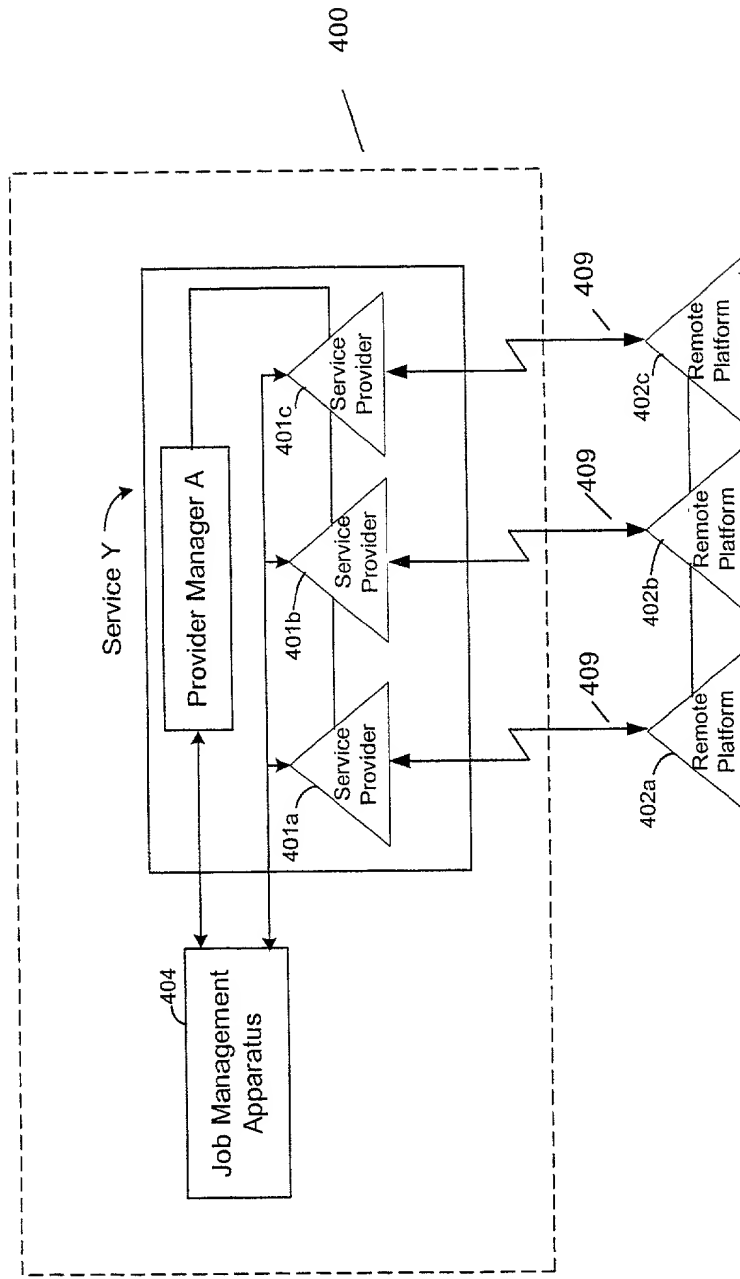 400
Service Y
Provider Manager A
404
Job Management
Apparatus
401a
Service
Provider
401b
Service
Provider
401c
Service
Provider
409
409
409
402a
Remote
Platform
402b
Remote
Platform
402c
Remote
Platform